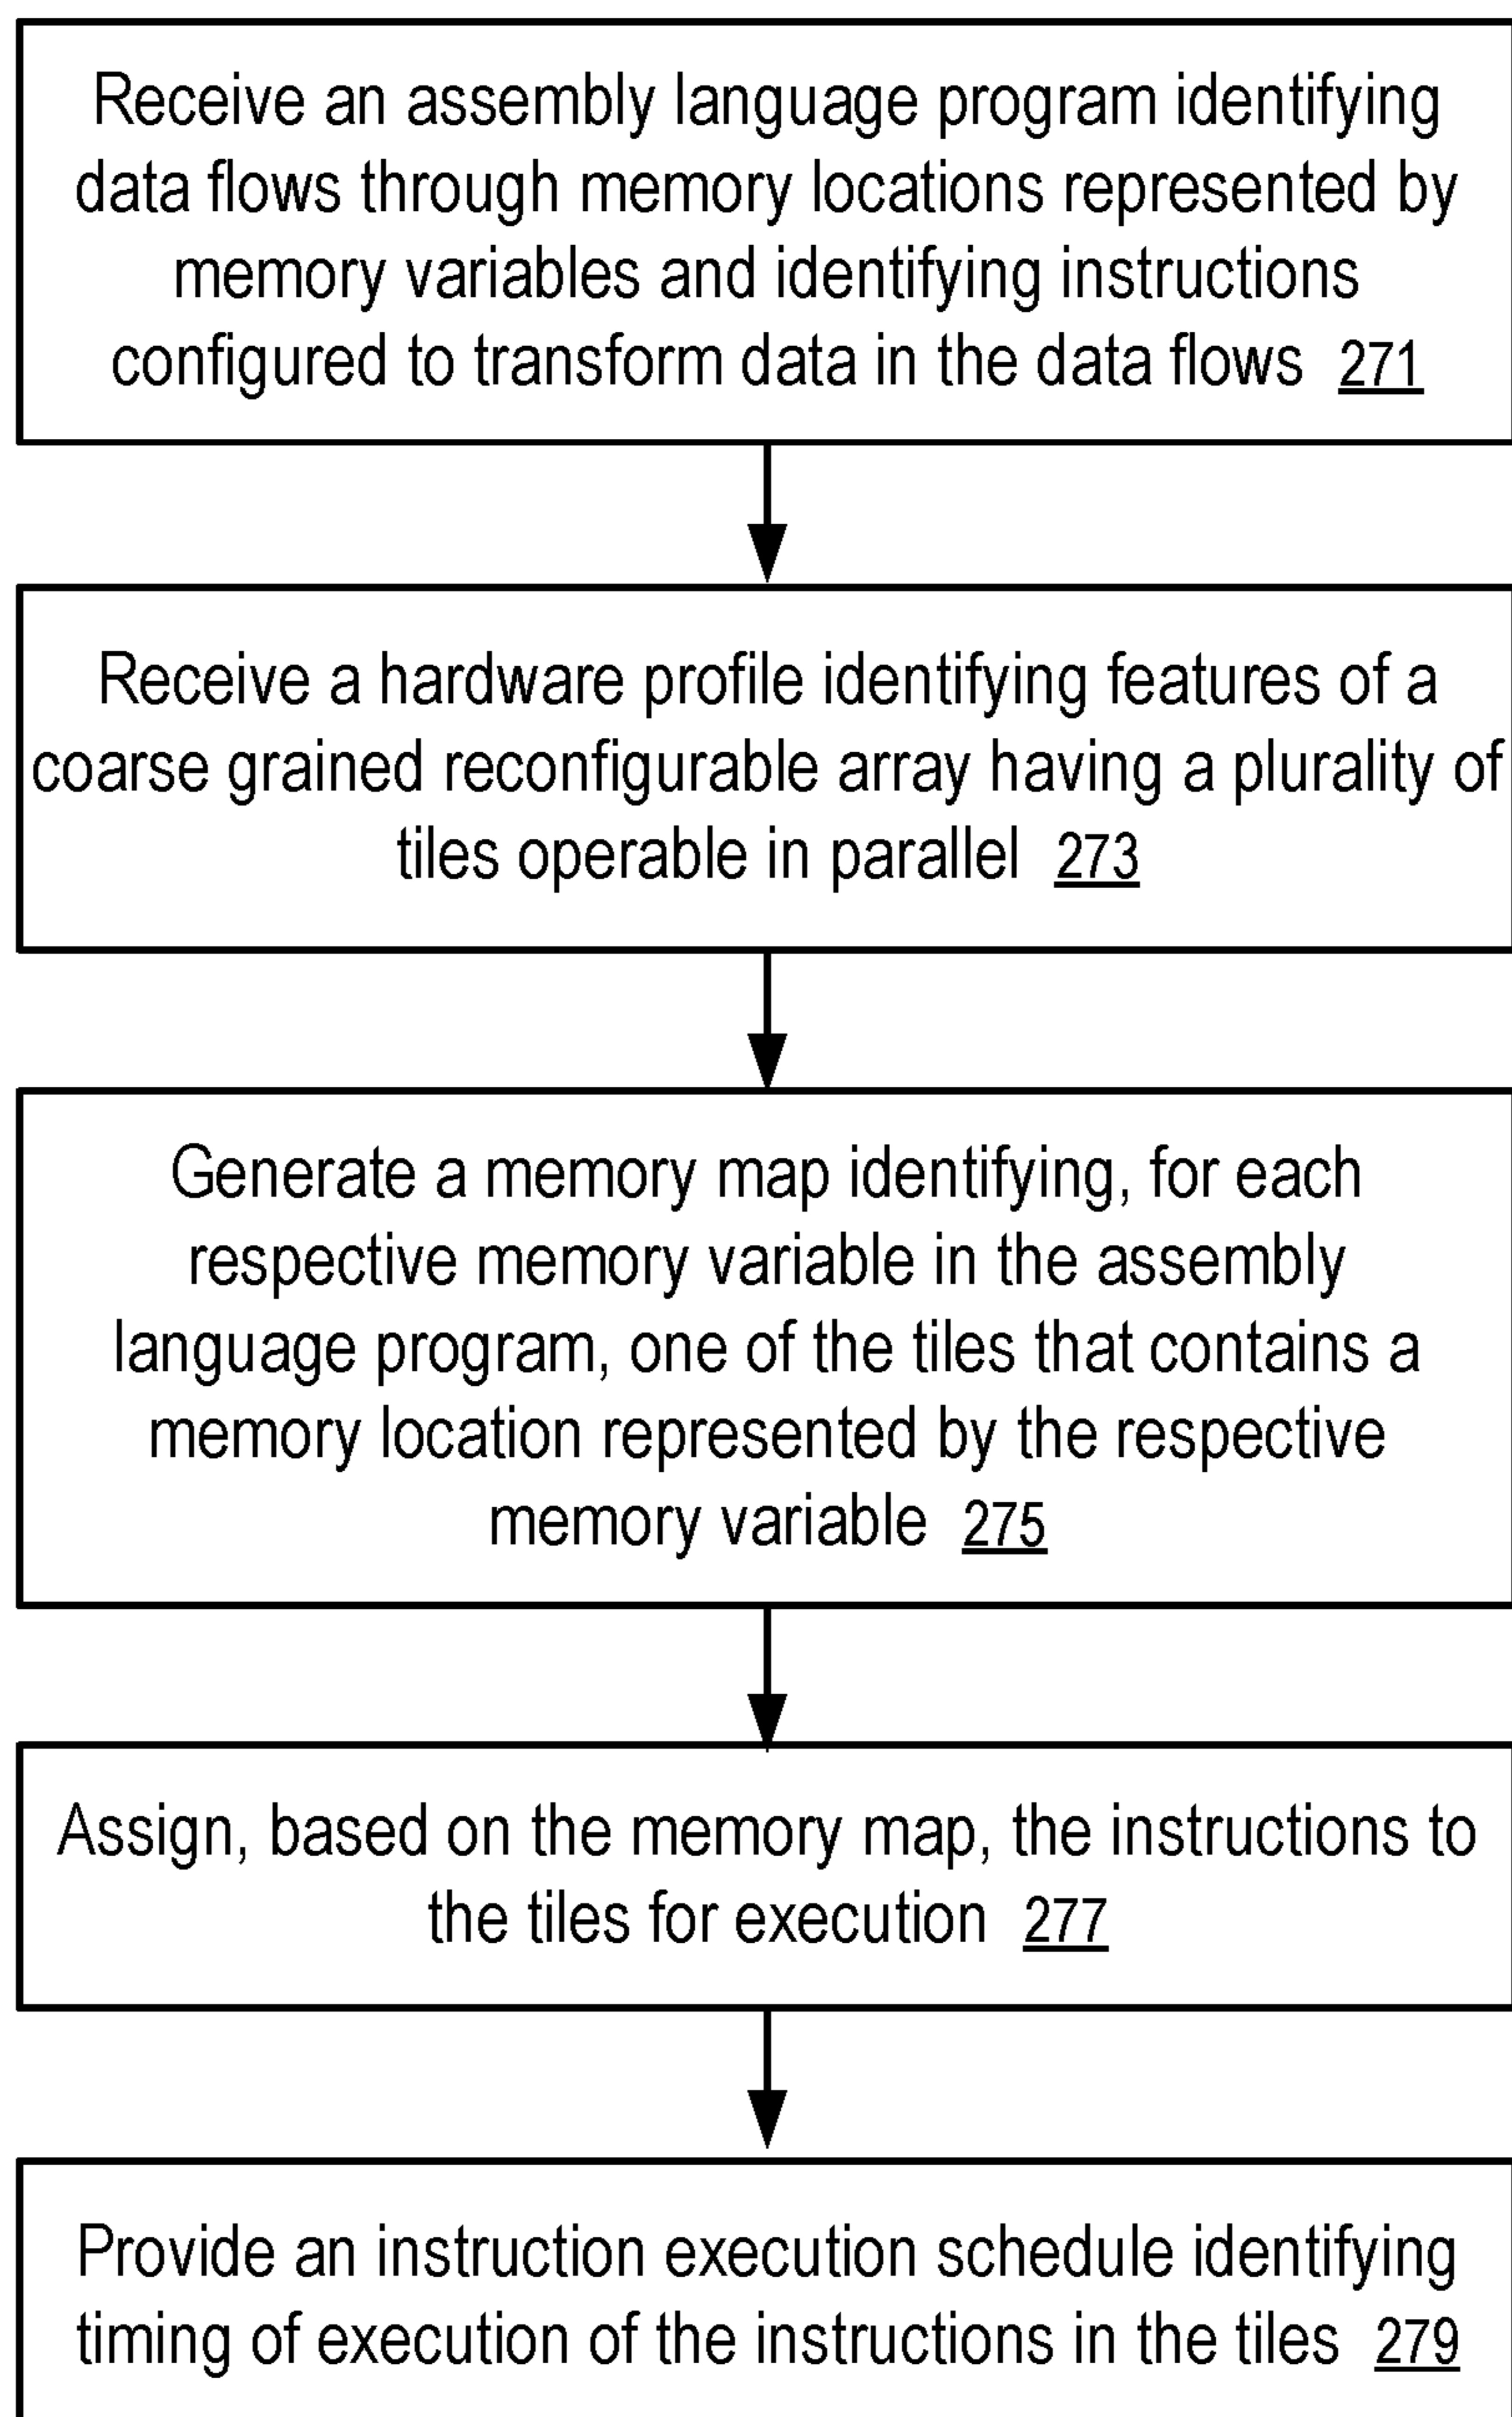 Receive an assembly language program identifying
data flows through memory locations represented by
memory variables and identifying instructions
configured to transform data in the data flows 271
Receive a hardware profile identifying features of a
coarse grained reconfigurable array having a plurality of
tiles operable in parallel 273
Generate a memory map identifying, for each
respective memory variable in the assembly
language program, one of the tiles that contains a
memory location represented by the respective
memory variable 275
Assign, based on the memory map, the instructions to
the tiles for execution 277
Provide an instruction execution schedule identifying
timing of execution of the instructions in the tiles 279